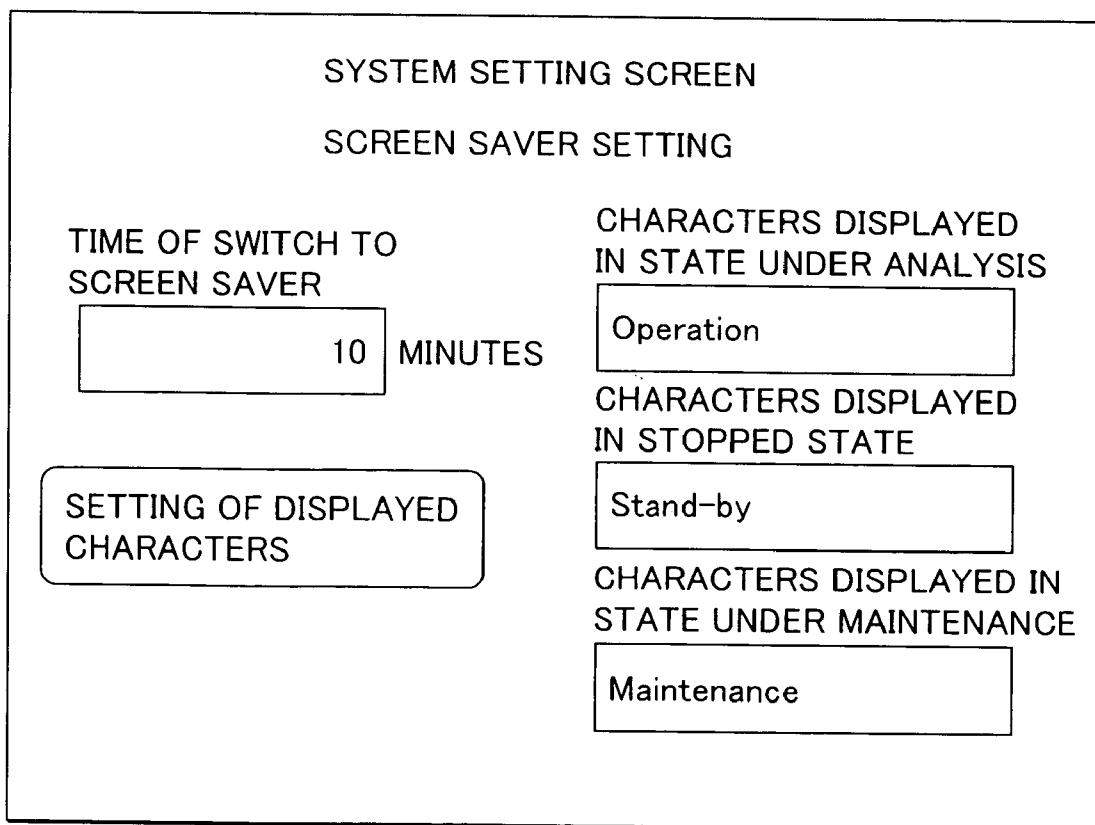 SYSTEM SETTING SCREEN
SCREEN SAVER SETTING
TIME OF SWITCH TO
SCREEN SAVER
10 MINUTES
SETTING OF DISPLAYED
CHARACTERS
CHARACTERS DISPLAYED
IN STATE UNDER ANALYSIS
Operation
CHARACTERS DISPLAYED
IN STOPPED STATE
Stand-by
CHARACTERS DISPLAYED IN
STATE UNDER MAINTENANCE
Maintenance